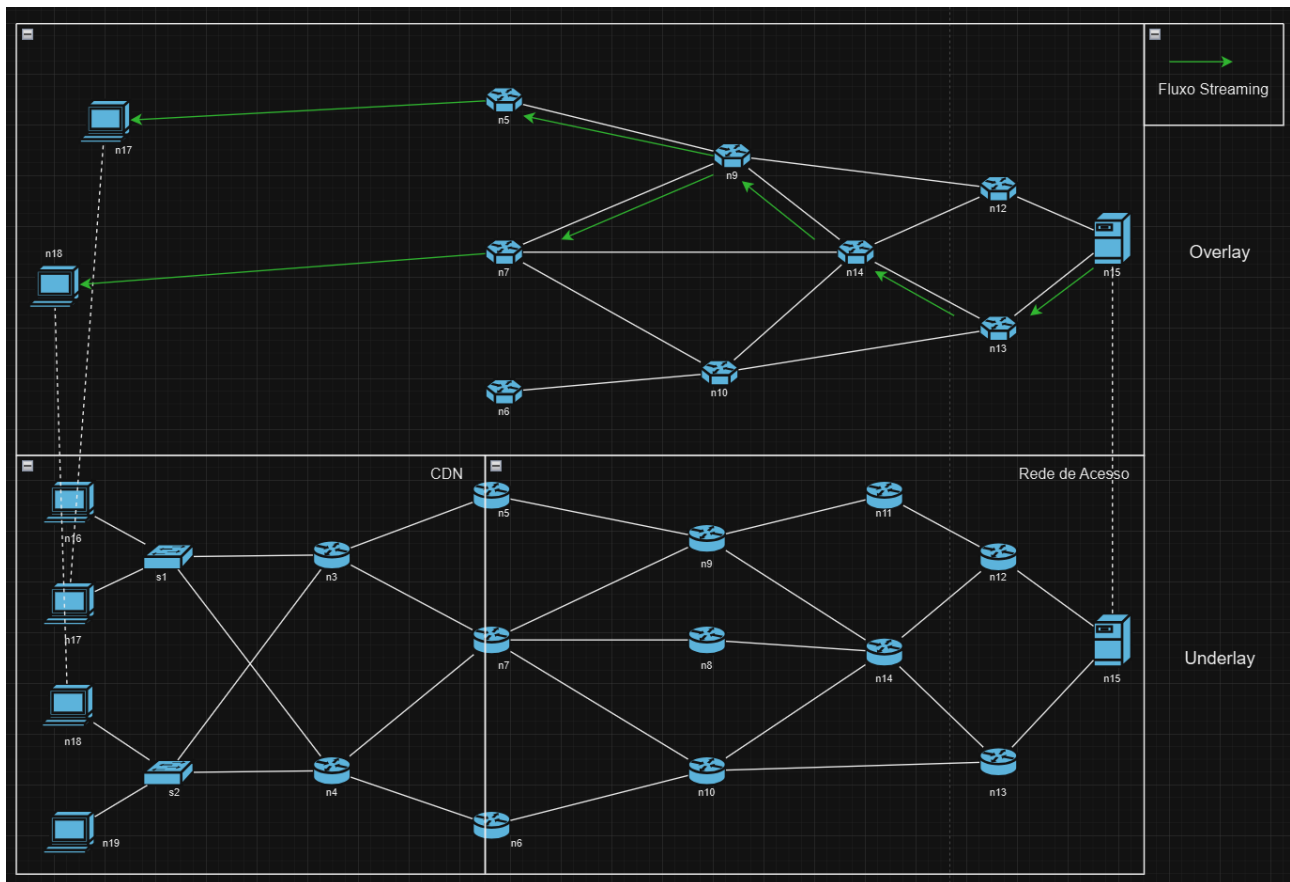 Fluxo Streaming
n5
n17
n9
n12
n18
n7
n14
n15
Overlay
n13
n10
n6
CDN
Rede de Acesso
n5
n11
n16
n9
n3
s1
n12
n17
n7
n8
n14
n15
Underlay
n18
s2
n4
n10
n13
n19
n6